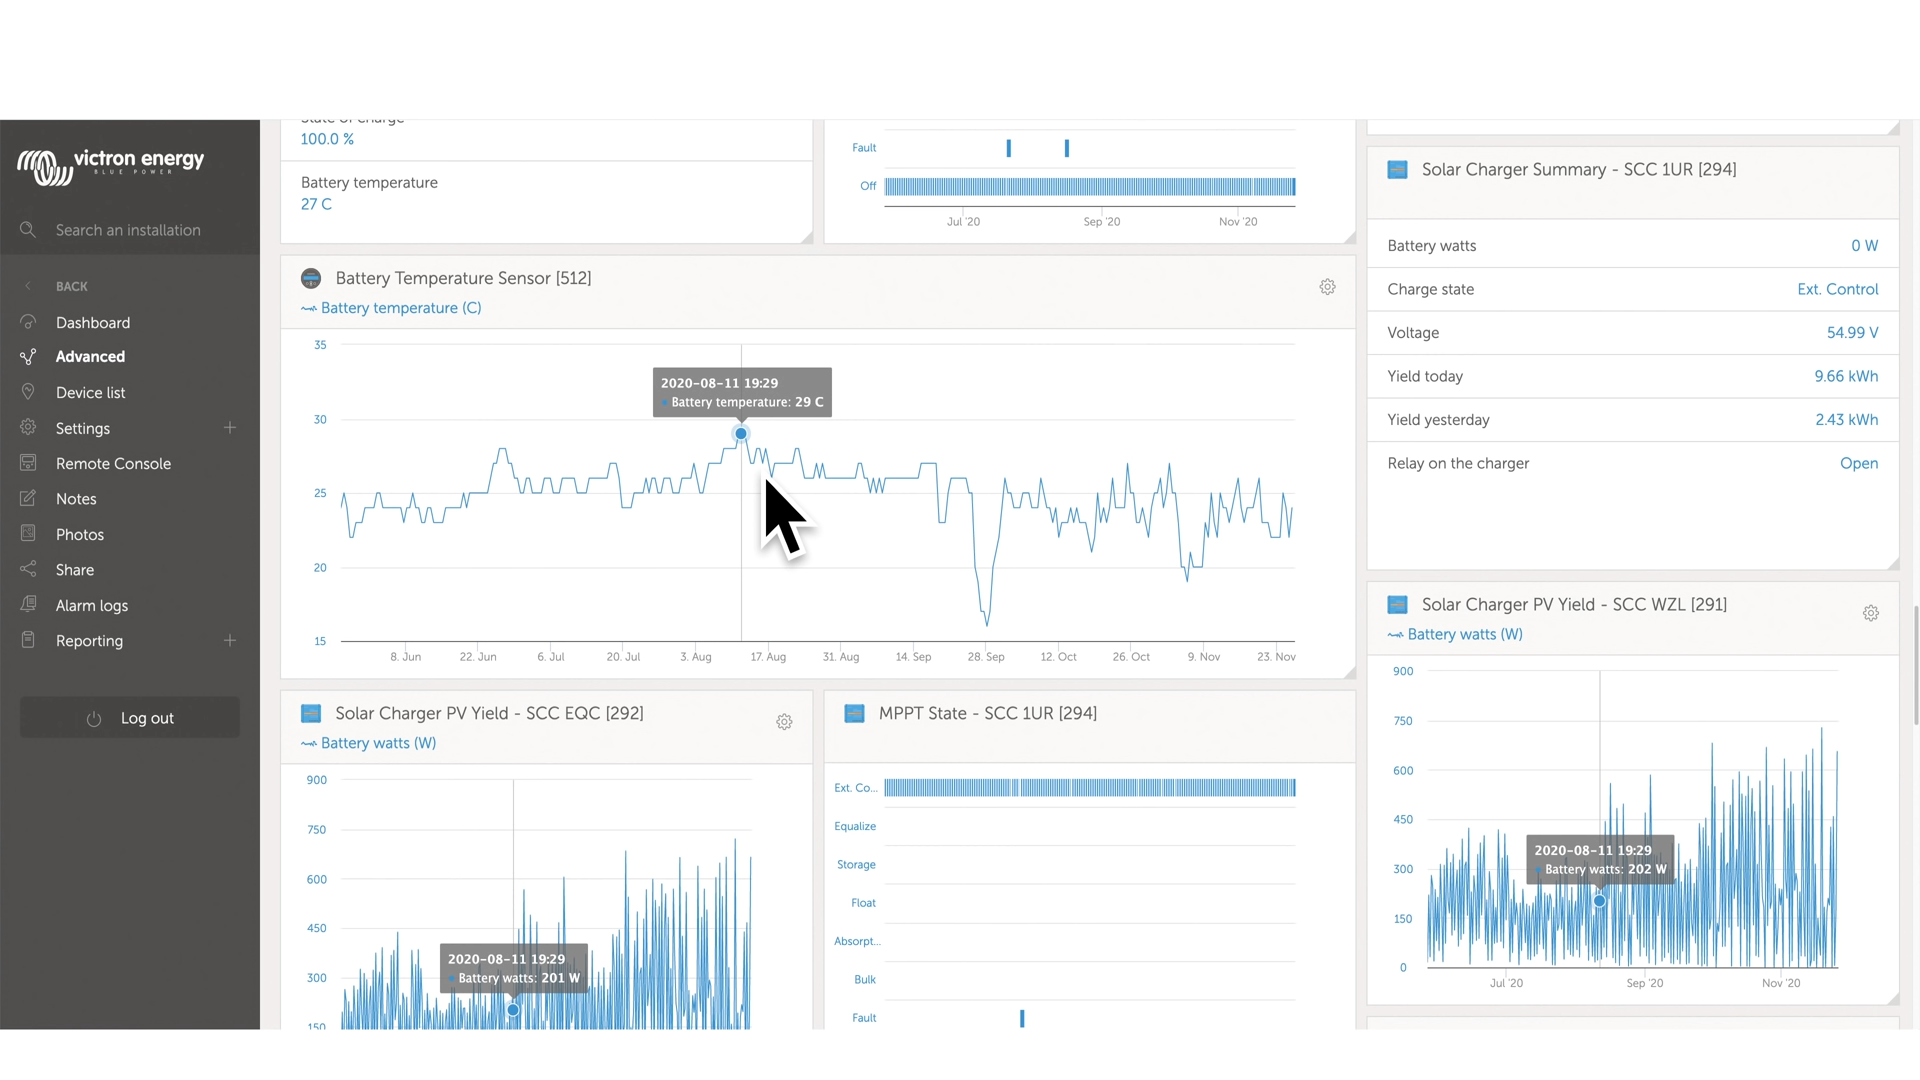 victron energy
BLUE POWER
Search an installation
BACK
Dashboard
Advanced
Device list
Settings
Remote Console
Notes
Photos
Share
Alarm logs
Reporting
Log out
State of charge
100.0 %
Battery temperature
27 C
Fault
Off
Jul '20
Sep '20
Nov '20
Battery Temperature Sensor [512]
Battery temperature (C)
35
30
25
20
15
2020-08-11 19:29
Battery temperature: 29 C
8. Jun
22. Jun
6. Jul
20. Jul
3. Aug
17. Aug
31. Aug
14. Sep
28. Sep
12. Oct
26. Oct
9. Nov
23. Nov
Solar Charger PV Yield - SCC EQC [292]
Battery watts (W)
900
750
600
450
300
150
2020-08-11 19:29
Battery watts: 201 W
MPPT State - SCC 1UR [294]
Ext. Co...
Equalize
Storage
Float
Absorpt...
Bulk
Fault
Solar Charger Summary - SCC 1UR [294]
Battery watts
0 W
Charge state
Ext. Control
Voltage
54.99 V
Yield today
9.66 kWh
Yield yesterday
2.43 kWh
Relay on the charger
Open
Solar Charger PV Yield - SCC WZL [291]
Battery watts (W)
900
750
600
450
300
150
0
2020-08-11 19:29
Battery watts: 202 W
Jul '20
Sep '20
Nov '20